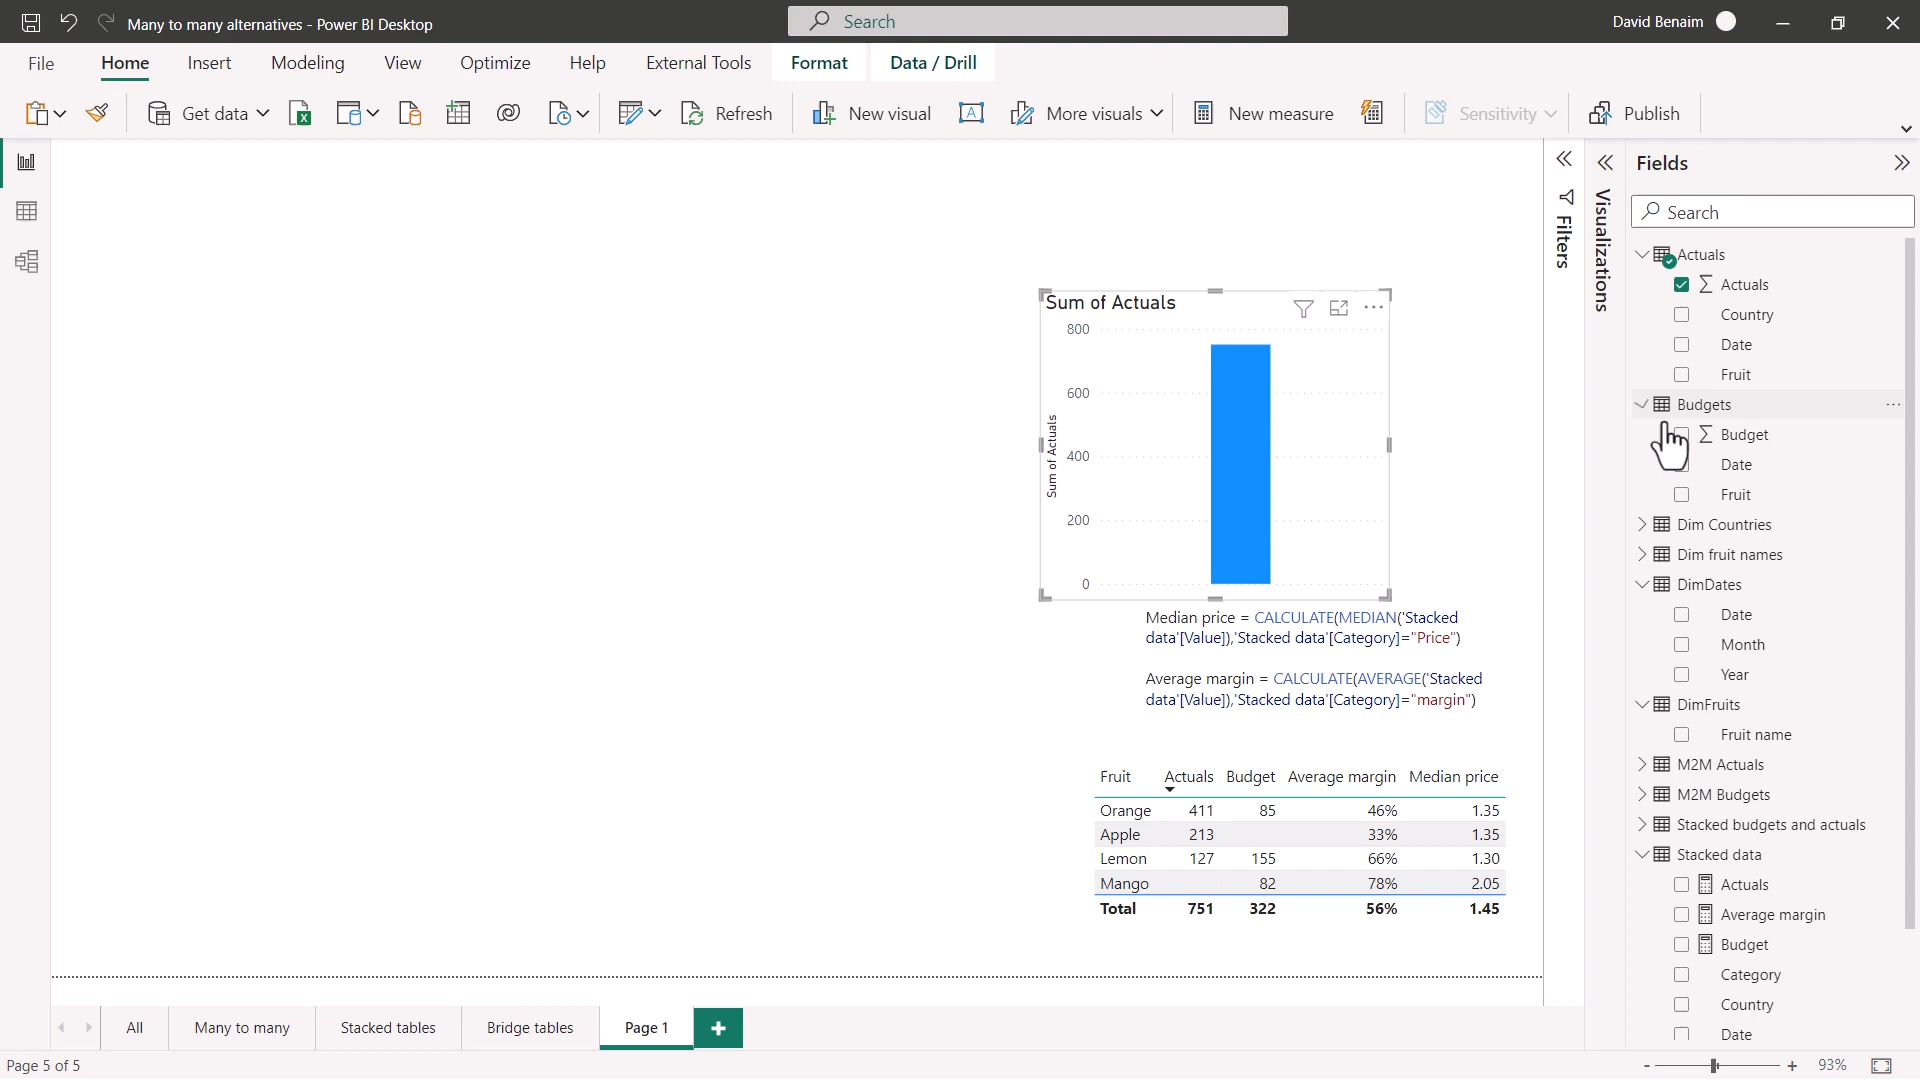 Many to many alternatives - Power BI Desktop
Search
David Benaim
File Home Insert Modeling View Optimize Help External Tools Format Data / Drill
Get data
Refresh
New visual
A
More visuals
New measure
Sensitivity
Publish
Filters
Visualizations
Fields
Search
Actuals
Actuals
Country
Date
Fruit
Budgets
Budget
Date
Fruit
Dim Countries
Dim fruit names
DimDates
Date
Month
Year
DimFruits
Fruit name
M2M Actuals
M2M Budgets
Stacked budgets and actuals
Stacked data
Actuals
Average margin
Budget
Category
Country
Date
Sum of Actuals
800
600
400
200
0
Sum of Actuals
Median price = CALCULATE(MEDIAN('Stacked
data'[Value]),'Stacked data'[Category]="Price")
Average margin = CALCULATE(AVERAGE('Stacked
data'[Value]),'Stacked data'[Category]="margin")
Fruit Actuals Budget Average margin Median price
Orange 411 85 46% 1.35
Apple 213 33% 1.35
Lemon 127 155 66% 1.30
Mango 82 78% 2.05
Total 751 322 56% 1.45
All Many to many Stacked tables Bridge tables Page 1 +
Page 5 of 5
- + 93%